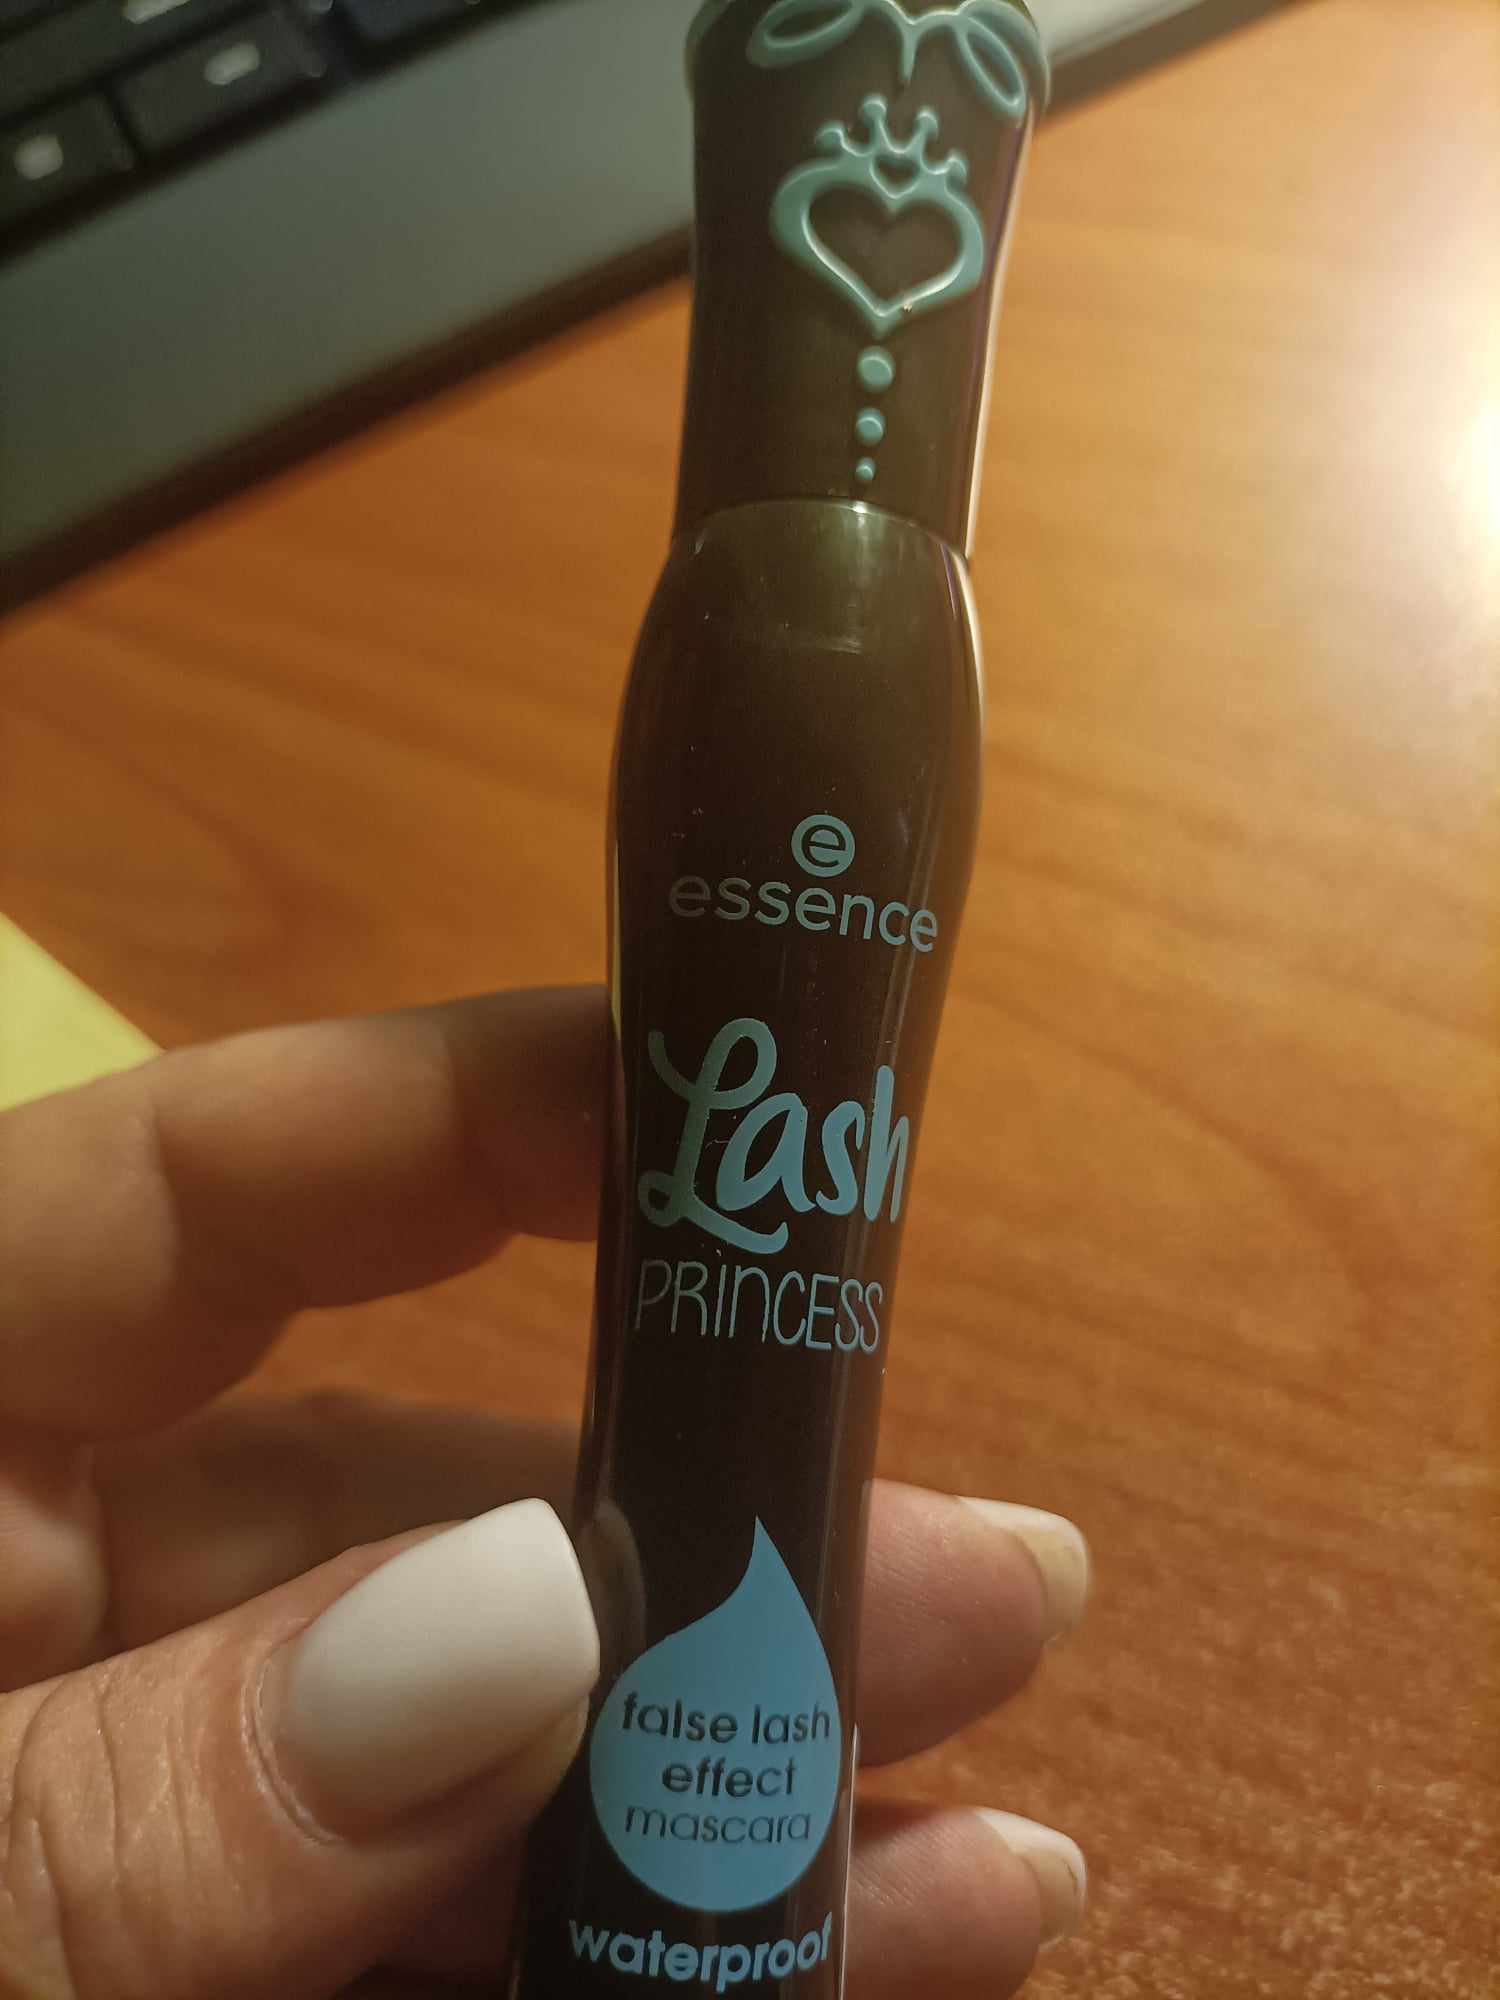 e
essence
Lash
PRINCESS
false lash
effect
mascara
waterproof